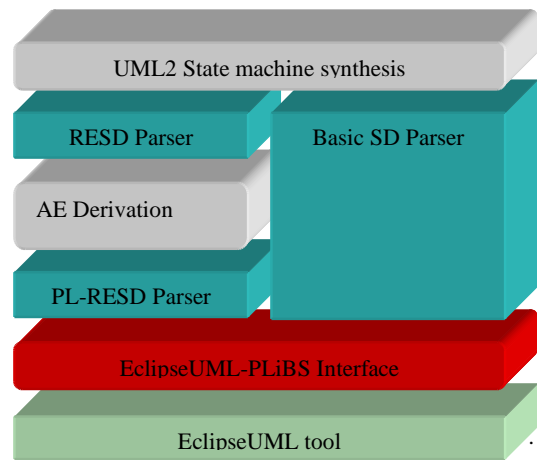 UML2 State machine synthesis
RESD Parser
Basic SD Parser
AE Derivation
PL-RESD Parser
EclipseUML-PLiBS Interface
EclipseUML tool
.